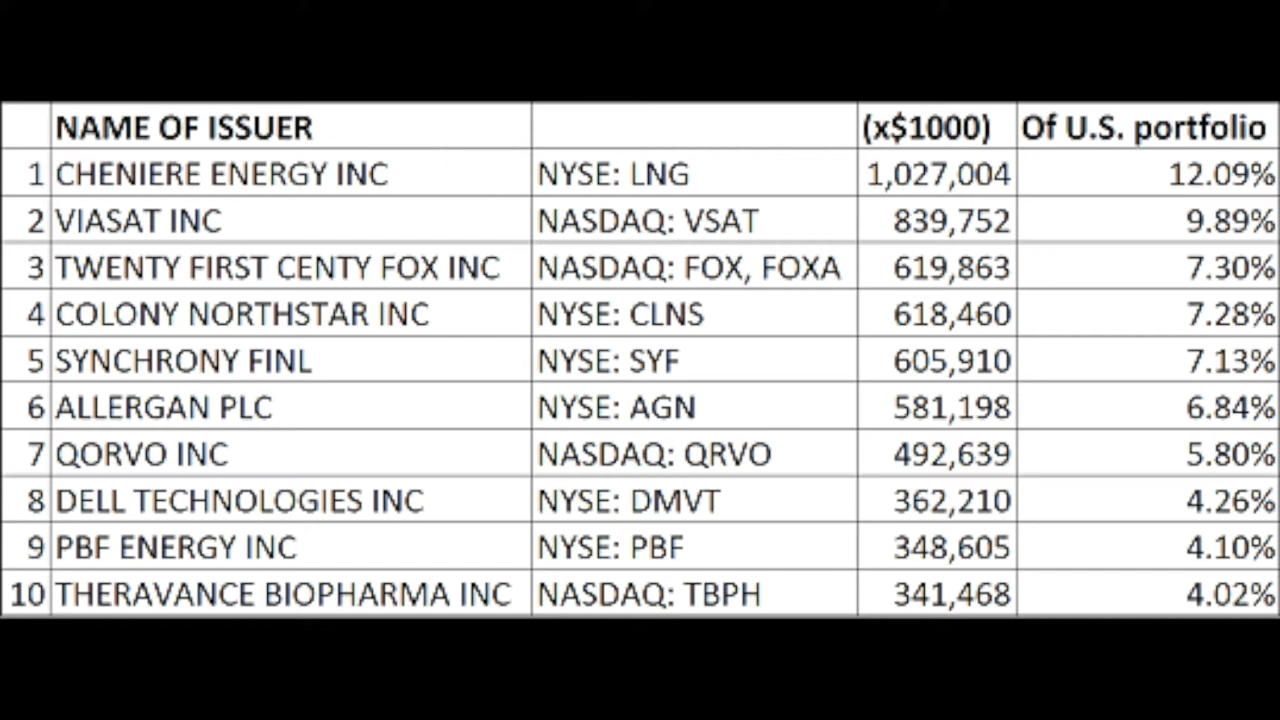 NAME OF ISSUER (x$1000) Of U.S. portfolio
1 CHENIERE ENERGY INC NYSE: LNG 1,027,004 12.09%
2 VIASAT INC NASDAQ: VSAT 839,752 9.89%
3 TWENTY FIRST CENTY FOX INC NASDAQ: FOX, FOXA 619,863 7.30%
4 COLONY NORTHSTAR INC NYSE: CLNS 618,460 7.28%
5 SYNCHRONY FINL NYSE: SYF 605,910 7.13%
6 ALLERGAN PLC NYSE: AGN 581,198 6.84%
7 QORVO INC NASDAQ: QRVO 492,639 5.80%
8 DELL TECHNOLOGIES INC NYSE: DMVT 362,210 4.26%
9 PBF ENERGY INC NYSE: PBF 348,605 4.10%
10 THERAVANCE BIOPHARMA INC NASDAQ: TBPH 341,468 4.02%